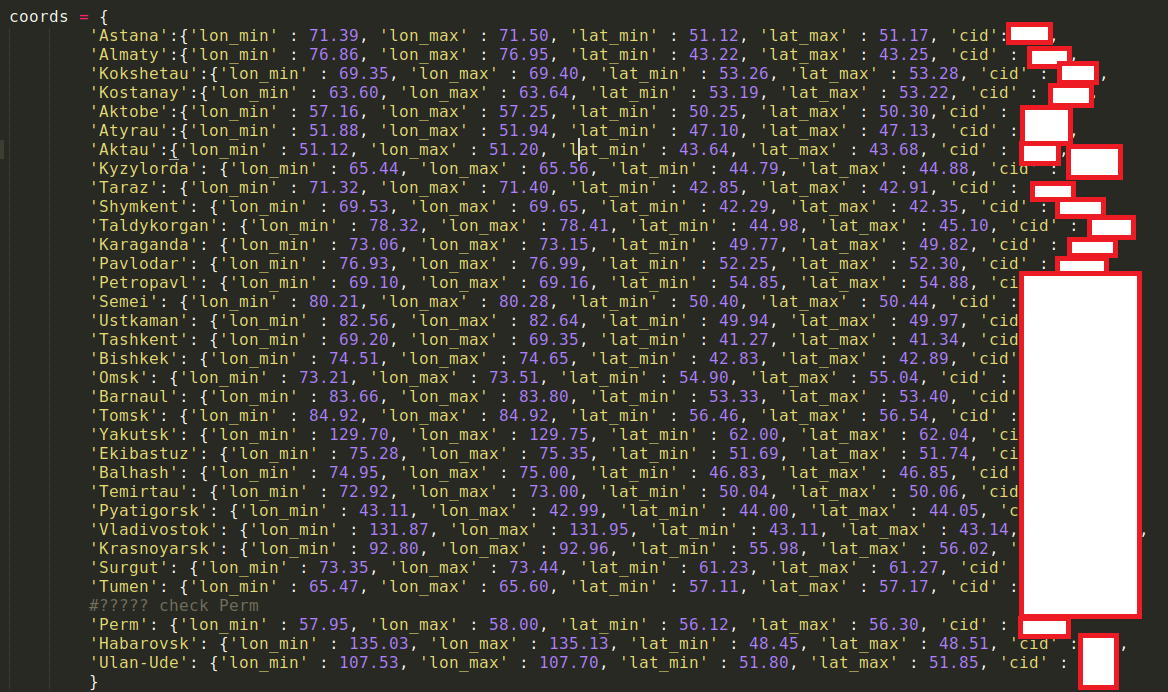 coords = {
'Astana':{'lon_min' : 71.39, 'lon_max' : 71.50, 'lat_min' : 51.12, 'lat_max' : 51.17, 'cid':
'Almaty':{'lon_min' : 76.86, 'lon_max' : 76.95, 'lat_min' : 43.22, 'lat_max' : 43.25, 'cid' :
'Kokshetau':{'lon_min' : 69.35, 'lon_max' : 69.40, 'lat_min' : 53.26, 'lat_max' : 53.28, 'cid' : ,
'Kostanay':{'lon_min' : 63.60, 'lon_max' : 63.64, 'lat_min' : 53.19, 'lat_max' : 53.22, 'cid' :
'Aktobe':{'lon_min' : 57.16, 'lon_max' : 57.25, 'lat_min' : 50.25, 'lat_max' : 50.30,'cid' :
'Atyrau':{'lon_min' : 51.88, 'lon_max' : 51.94, 'lat_min' : 47.10, 'lat_max' : 47.13, 'cid' : ,
'Aktau':{'lon_min' : 51.12, 'lon_max' : 51.20, 'lat_min' : 43.64, 'lat_max' : 43.68, 'cid' :
'Kyzylorda' : {'lon_min' : 65.44, 'lon_max' : 65.56, 'lat_min' : 44.79, 'lat_max' : 44.88, 'cid' :
'Taraz' : {'lon_min' : 71.32, 'lon_max' : 71.40, 'lat_min' : 42.85, 'lat_max' : 42.91, 'cid' :
'Shymkent' : {'lon_min' : 69.53, 'lon_max' : 69.65, 'lat_min' : 42.29, 'lat_max' : 42.35, 'cid' :
'Taldykorgan' : {'lon_min' : 78.32, 'lon_max' : 78.41, 'lat_min' : 44.98, 'lat_max' : 45.10, 'cid' :
'Karaganda' : {'lon_min' : 73.06, 'lon_max' : 73.15, 'lat_min' : 49.77, 'lat_max' : 49.82, 'cid' :
'Pavlodar' : {'lon_min' : 76.93, 'lon_max' : 76.99, 'lat_min' : 52.25, 'lat_max' : 52.30, 'cid' :
'Petropavl' : {'lon_min' : 69.10, 'lon_max' : 69.16, 'lat_min' : 54.85, 'lat_max' : 54.88, 'ci
'Semei' : {'lon_min' : 80.21, 'lon_max' : 80.28, 'lat_min' : 50.40, 'lat_max' : 50.44, 'cid' :
'Ustkaman' : {'lon_min' : 82.56, 'lon_max' : 82.64, 'lat_min' : 49.94, 'lat_max' : 49.97, 'cid
'Tashkent' : {'lon_min' : 69.20, 'lon_max' : 69.35, 'lat_min' : 41.27, 'lat_max' : 41.34, 'cid
'Bishkek': {'lon_min' : 74.51, 'lon_max' : 74.65, 'lat_min' : 42.83, 'lat_max' : 42.89, 'cid'
'Omsk': {'lon_min' : 73.21, 'lon_max' : 73.51, 'lat_min' : 54.90, 'lat_max' : 55.04, 'cid' :
'Barnaul' : {'lon_min' : 83.66, 'lon_max' : 83.80, 'lat_min' : 53.33, 'lat_max' : 53.40, 'cid'
'Tomsk' : {'lon_min' : 84.92, 'lon_max' : 84.92, 'lat_min' : 56.46, 'lat_max' : 56.54, 'cid' :
'Yakutsk' : {'lon_min' : 129.70, 'lon_max' : 129.75, 'lat_min' : 62.00, 'lat_max' : 62.04, 'ci
'Ekibastuz' : {'lon_min' : 75.28, 'lon_max' : 75.35, 'lat_min' : 51.69, 'lat_max' : 51.74, 'ci
'Balhash' : {'lon_min' : 74.95, 'lon_max' : 75.00, 'lat_min' : 46.83, 'lat_max' : 46.85, 'cid'
'Temirtau' : {'lon_min' : 72.92, 'lon_max' : 73.00, 'lat_min' : 50.04, 'lat_max' : 50.06, 'cid
'Pyatigorsk' : {'lon_min' : 43.11, 'lon_max' : 42.99, 'lat_min' : 44.00, 'lat_max' : 44.05, 'c
'Vladivostok' : {'lon_min' : 131.87, 'lon_max' : 131.95, 'lat_min' : 43.11, 'lat_max' : 43.14, ,
'Krasnoyarsk' : {'lon_min' : 92.80, 'lon_max' : 92.96, 'lat_min' : 55.98, 'lat_max' : 56.02, '
'Surgut' : {'lon_min' : 73.35, 'lon_max' : 73.44, 'lat_min' : 61.23, 'lat_max' : 61.27, 'cid'
'Tumen' : {'lon_min' : 65.47, 'lon_max' : 65.60, 'lat_min' : 57.11, 'lat_max' : 57.17, 'cid' :
#????? check Perm
'Perm': {'lon_min' : 57.95, 'lon_max' : 58.00, 'lat_min' : 56.12, 'lat_max' : 56.30, 'cid' :
'Habarovsk' : {'lon_min' : 135.03, 'lon_max' : 135.13, 'lat_min' : 48.45, 'lat_max' : 48.51, 'cid' : ,
'Ulan-Ude' : {'lon_min' : 107.53, 'lon_max' : 107.70, 'lat_min' : 51.80, 'lat_max' : 51.85, 'cid' :
}